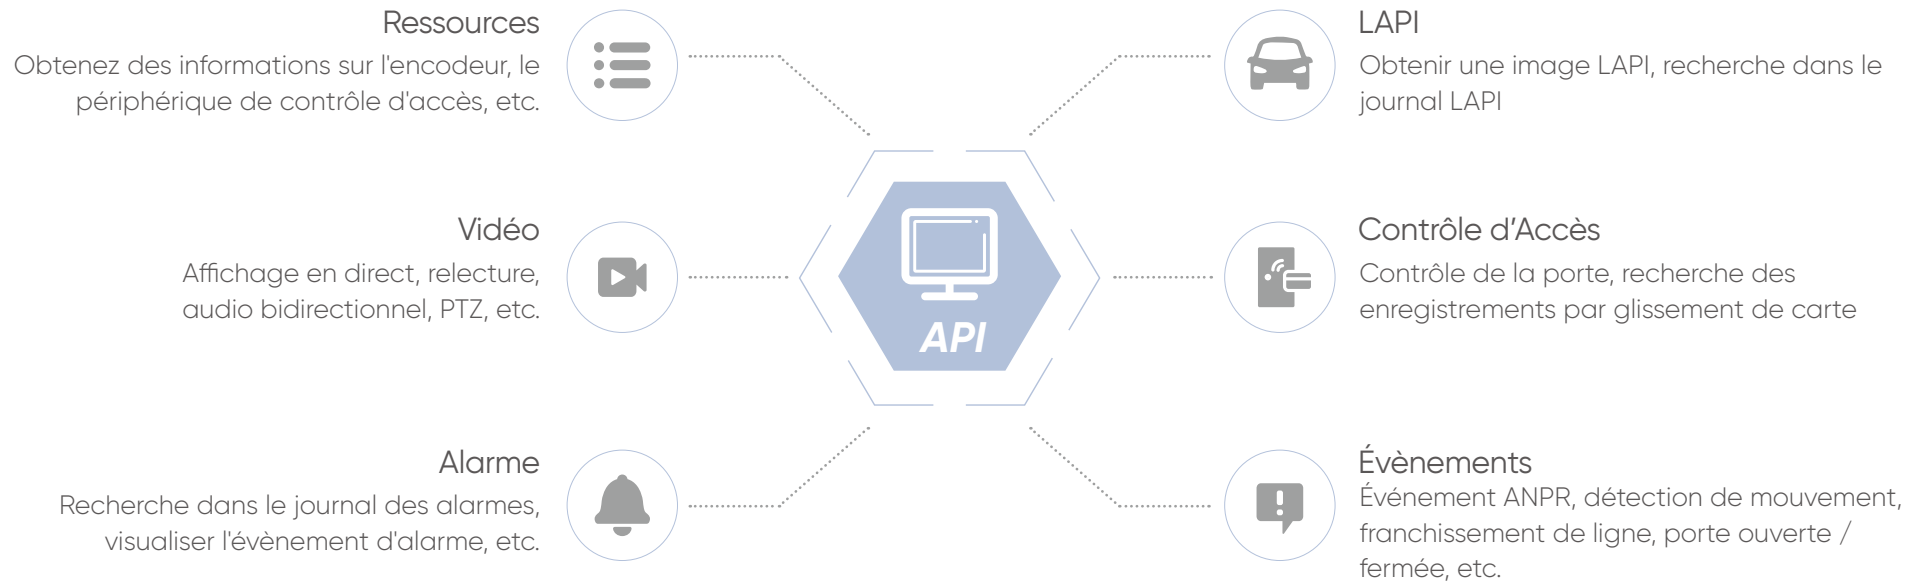 Ressources
Obtenez des informations sur l'encodeur, le
périphérique de contrôle d'accès, etc.
Vidéo
Affichage en direct, relecture,
audio bidirectionnel, PTZ, etc.
Alarme
Recherche dans le journal des alarmes,
visualiser l'évènement d'alarme, etc.
API
LAPI
Obtenir une image LAPI, recherche dans le
journal LAPI
Contrôle d’Accès
Contrôle de la porte, recherche des
enregistrements par glissement de carte
Évènements
Événement ANPR, détection de mouvement,
franchissement de ligne, porte ouverte /
fermée, etc.